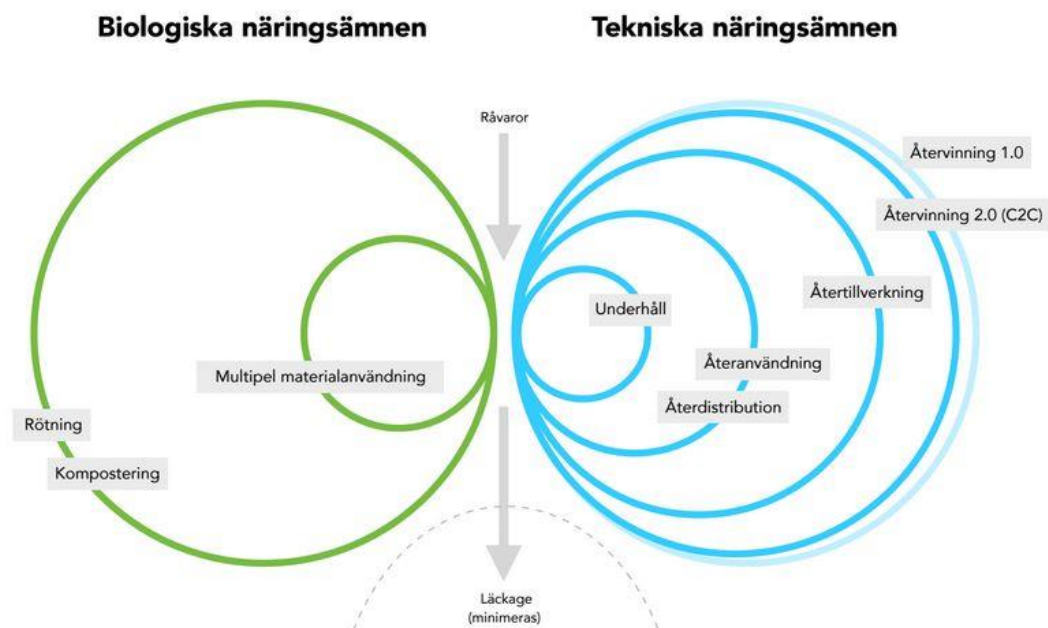 Biologiska näringsämnen
Tekniska näringsämnen
Råvaror
Återvinning 1.0
Återvinning 2.0 (C2C)
Återtillverkning
Underhåll
Återanvändning
Återdistribution
Multipel materialanvändning
Rötning
Kompostering
Läckage
(minimeras)